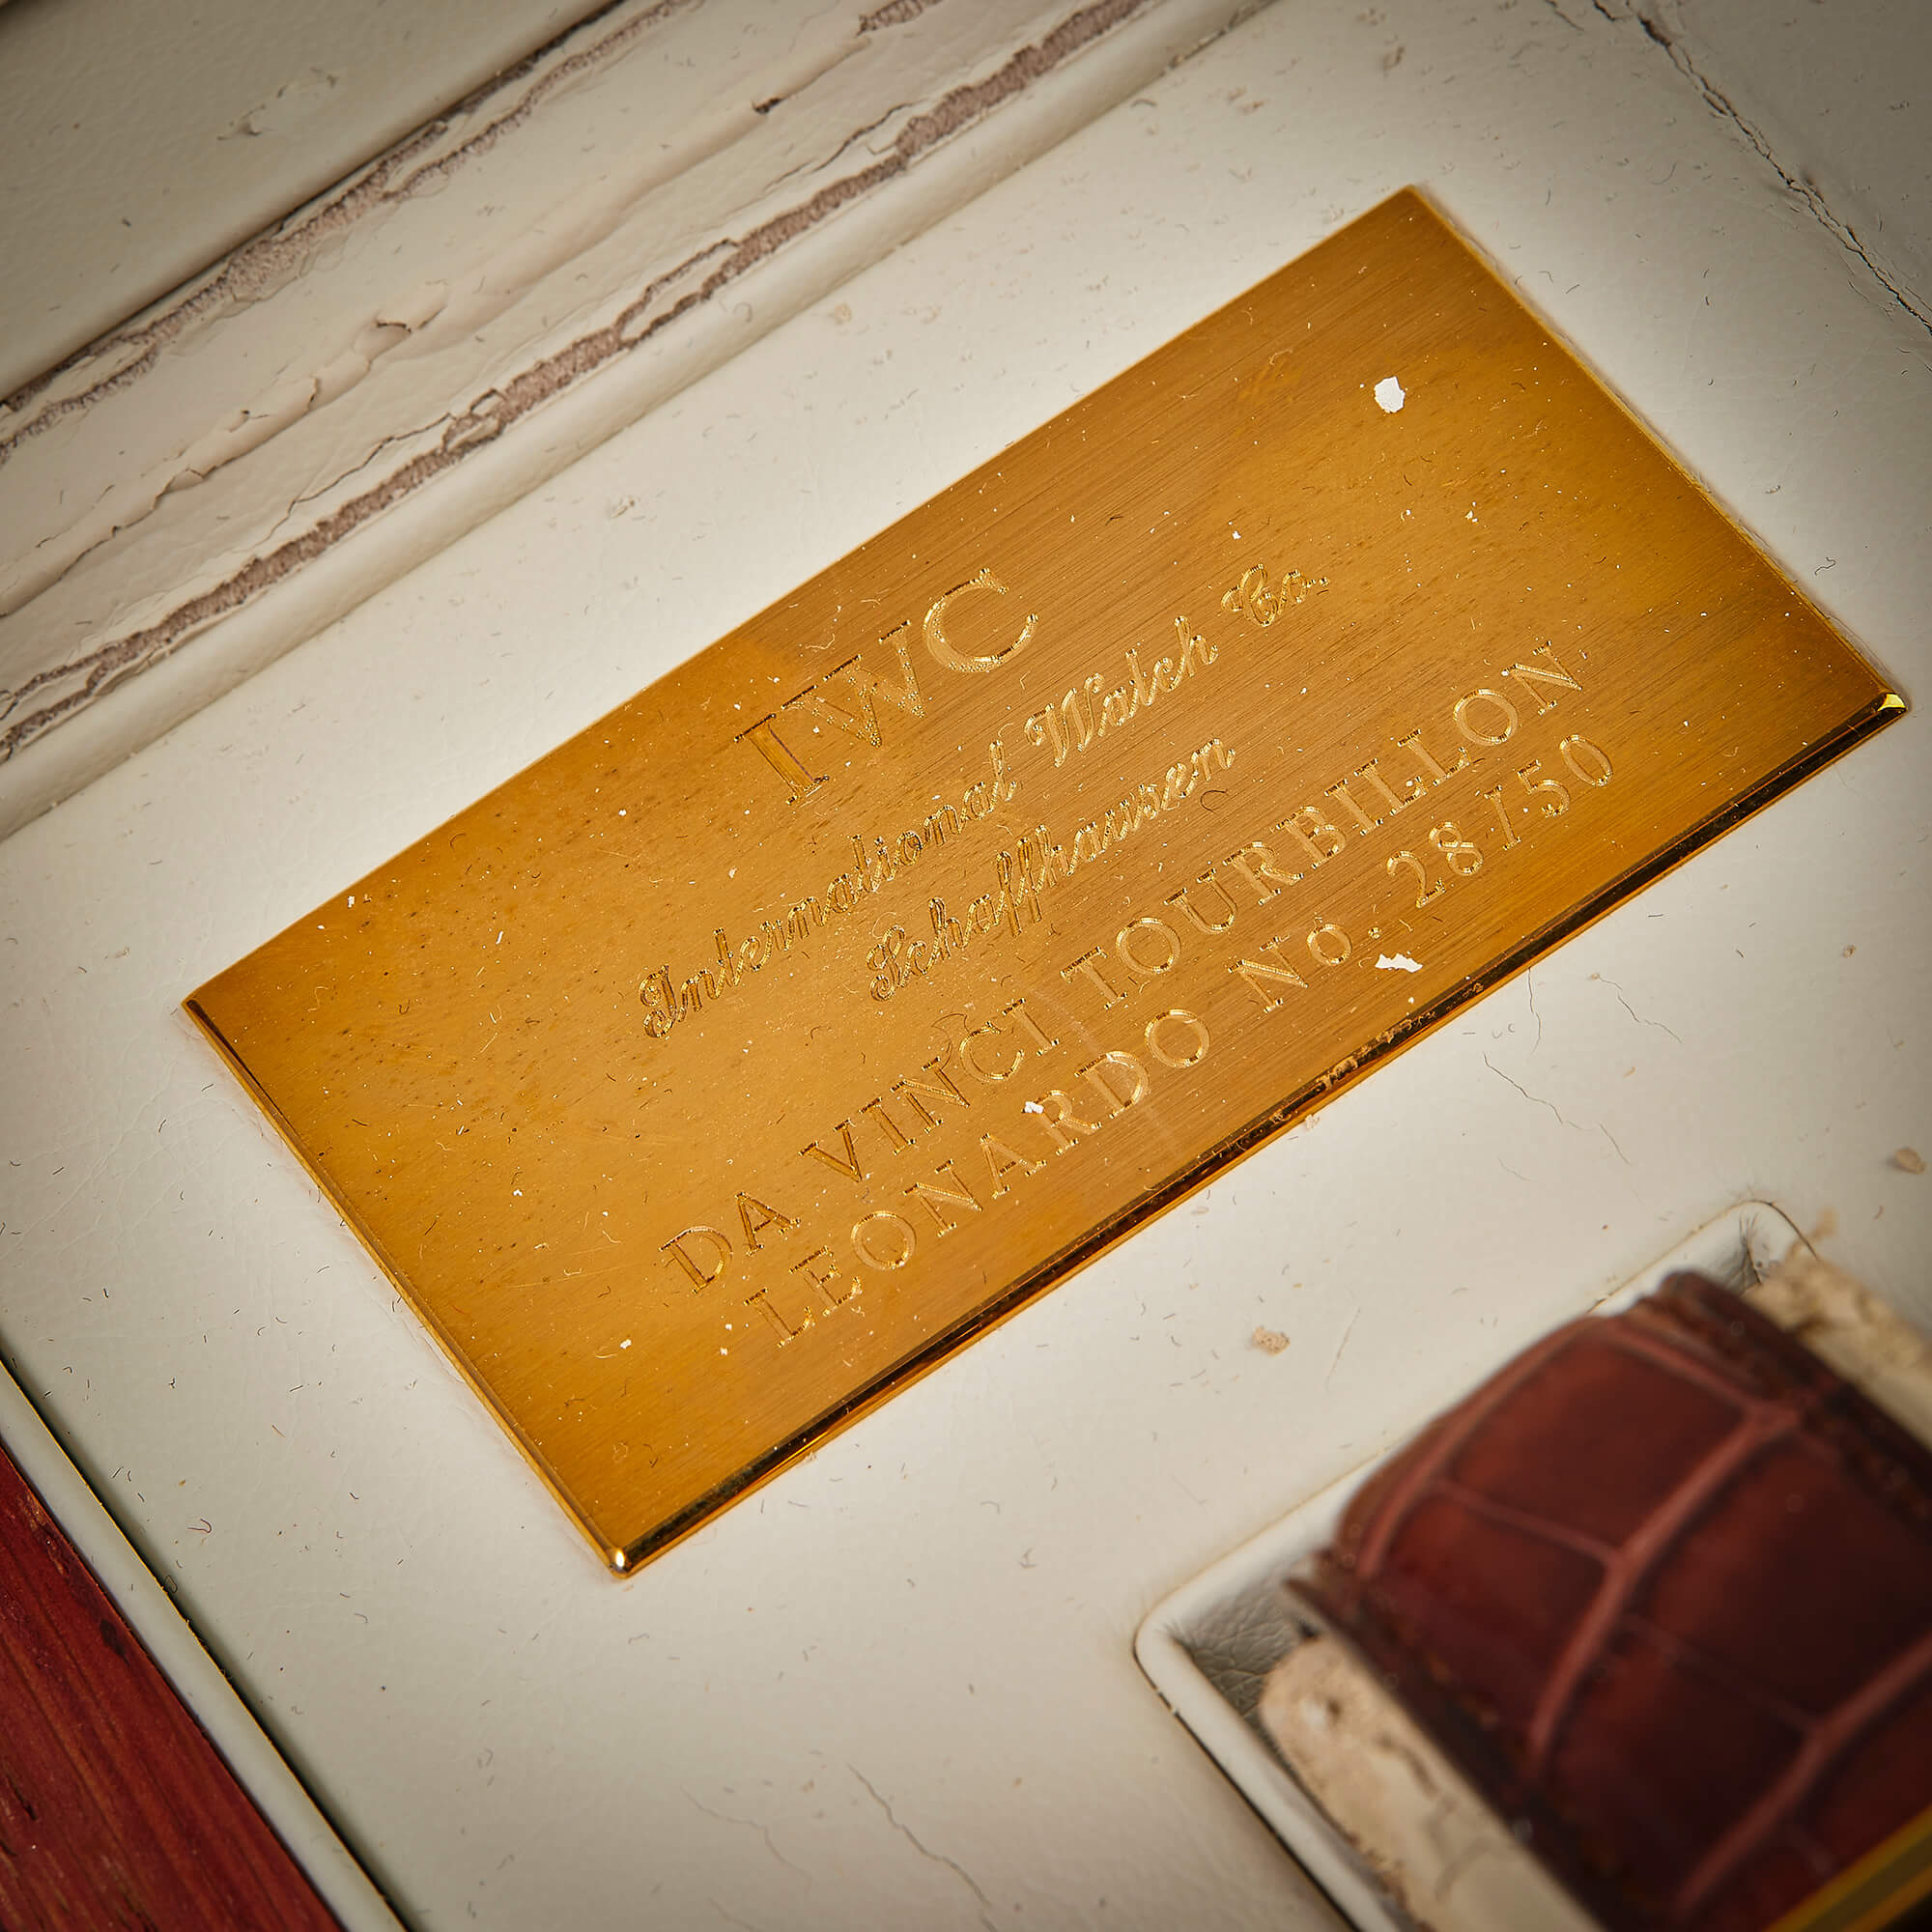 IWC
International Watch Co.
Schaffhausen
DA VINCI TOURBILLON
LEONARDO No. 28/50